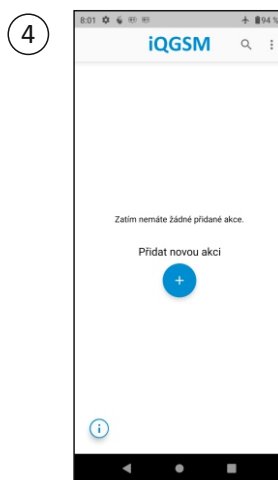 4
8:01
94 %
iQGSM
Zatím nemáte žádné přidané akce.
Přidat novou akci
+
i